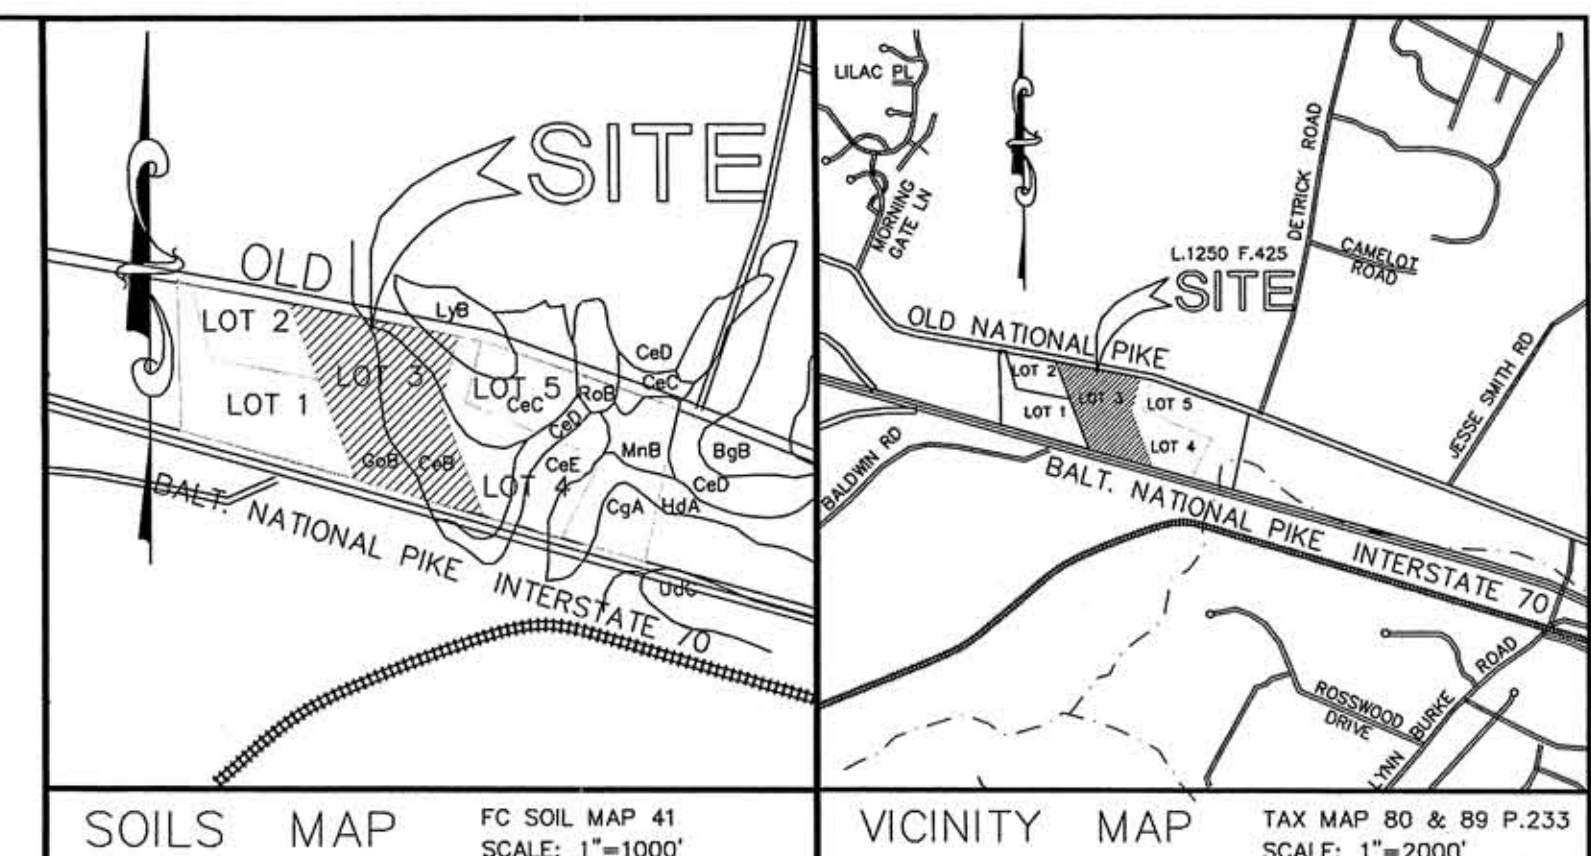 SITE
OLD
LyB
LOT 2
CeD
LOT 3
LOT 5
CeC
RoB
CeC
LOT 1
CeD
MnB
BgB
GoB
CeB
CeE
LOT 4
CeD
CgA
HdA
BALT. NATIONAL PIKE INTERSTATE 70
UdC
SOILS MAP
FC SOIL MAP 41
SCALE: 1"=1000'
LILAC PL
MORNING
GATE LN
DETRICK ROAD
CAMELOT
ROAD
L.1250 F.425
SITE
OLD NATIONAL PIKE
JESSE SMITH RD
LOT 2
LOT 3
LOT 5
LOT 1
LOT 4
BALDWIN RD
BALT. NATIONAL PIKE INTERSTATE 70
ROSSWOOD
DRIVE
LYNN BURKE ROAD
VICINITY MAP
TAX MAP 80 & 89 P.233
SCALE: 1"=2000'